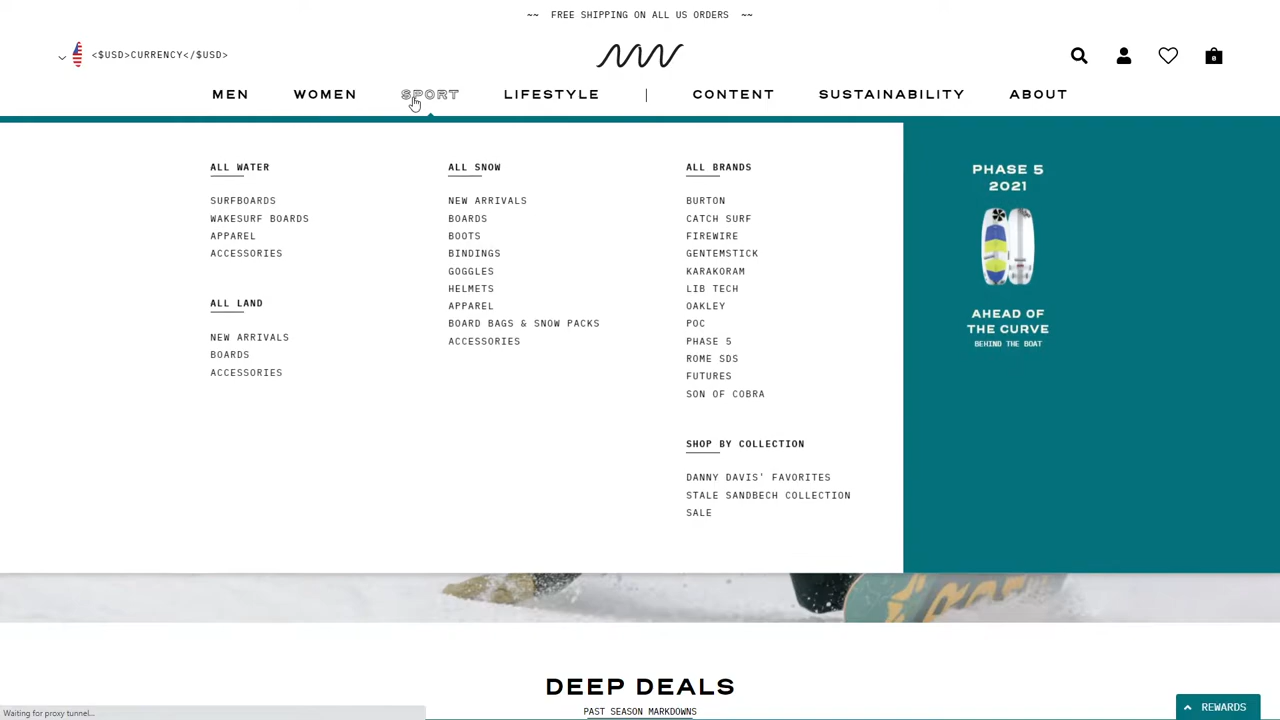 ~~ FREE SHIPPING ON ALL US ORDERS ~~
<$USD>CURRENCY</$USD>
0
MEN WOMEN SPORT LIFESTYLE | CONTENT SUSTAINABILITY ABOUT
ALL WATER
SURFBOARDS
WAKESURF BOARDS
APPAREL
ACCESSORIES
ALL LAND
NEW ARRIVALS
BOARDS
ACCESSORIES
ALL SNOW
NEW ARRIVALS
BOARDS
BOOTS
BINDINGS
GOGGLES
HELMETS
APPAREL
BOARD BAGS & SNOW PACKS
ACCESSORIES
ALL BRANDS
BURTON
CATCH SURF
FIREWIRE
GENTEMSTICK
KARAKORAM
LIB TECH
OAKLEY
POC
PHASE 5
ROME SDS
FUTURES
SON OF COBRA
SHOP BY COLLECTION
DANNY DAVIS' FAVORITES
STALE SANDBECH COLLECTION
SALE
PHASE 5
2021
AHEAD OF
THE CURVE
BEHIND THE BOAT
DEEP DEALS
PAST SEASON MARKDOWNS
REWARDS
Waiting for proxy tunnel...